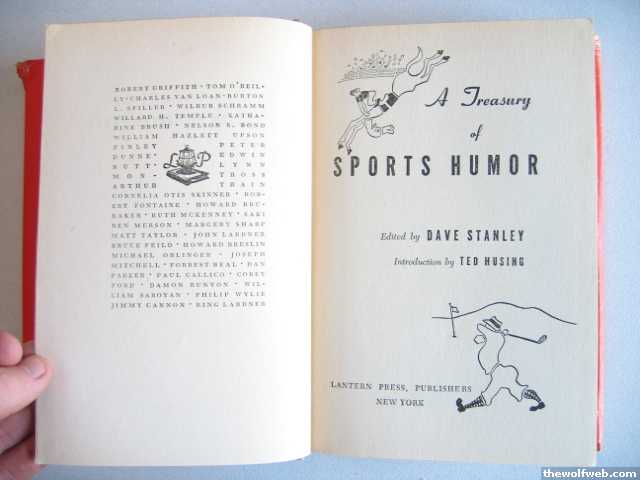 ROBERT GRIFFITH · TOM O'REIL-
LY · CHARLES VAN LOAN · BURTON
L. SPILLER · WILBUR SCHRAMM
WILLARD H. TEMPLE · KATHA-
RINE BRUSH · NELSON S. BOND
WILLIAM HAZLETT UPSON
FINLEY PETER
DUNNE · EDWIN
NUTT LYNN
MON · TROSS
ARTHUR TRAIN
L P
CORNELIA OTIS SKINNER · ROB-
ERT FONTAINE · HOWARD BRU-
BAKER · RUTH MCKENNEY · SAKI
BEN MERSON · MARGERY SHARP
MATT TAYLOR · JOHN LARDNER
BRUCE FEILD · HOWARD BRESLIN
MICHAEL OBLINGER · JOSEPH
MITCHELL · FORREST BEAL · DAN
PARKER · PAUL GALLICO · COREY
FORD · DAMON RUNYON · WIL-
LIAM SAROYAN · PHILIP WYLIE
JIMMY CANNON · RING LARDNER
A Treasury
of
SPORTS HUMOR
Edited by DAVE STANLEY
Introduction by TED HUSING
LANTERN PRESS, PUBLISHERS
NEW YORK
www.thewolfweb.com